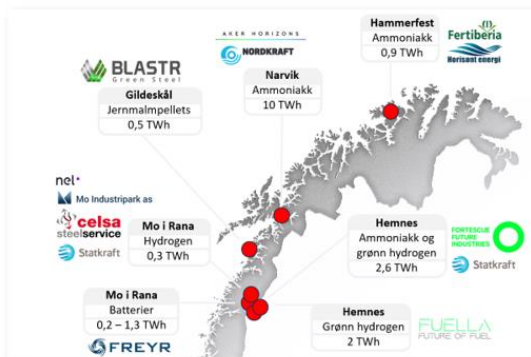 AKER HORIZONS
NORDKRAFT
BLASTR
Green Steel
Hammerfest
Ammoniakk
0,9 TWh
Fertiberia
Horisont energi
Gildeskål
Jernmalmpellets
0,5 TWh
Narvik
Ammoniakk
10 TWh
nel•
Mo Industripark as
celsa
steelservice
Statkraft
Mo i Rana
Hydrogen
0,3 TWh
Hemnes
Ammoniakk og
grønn hydrogen
2,6 TWh
FORTESCUE
FUTURE
INDUSTRIES
Statkraft
Mo i Rana
Batterier
0,2 – 1,3 TWh
FREYR
Hemnes
Grønn hydrogen
2 TWh
FUELLA
FUTURE OF FUEL